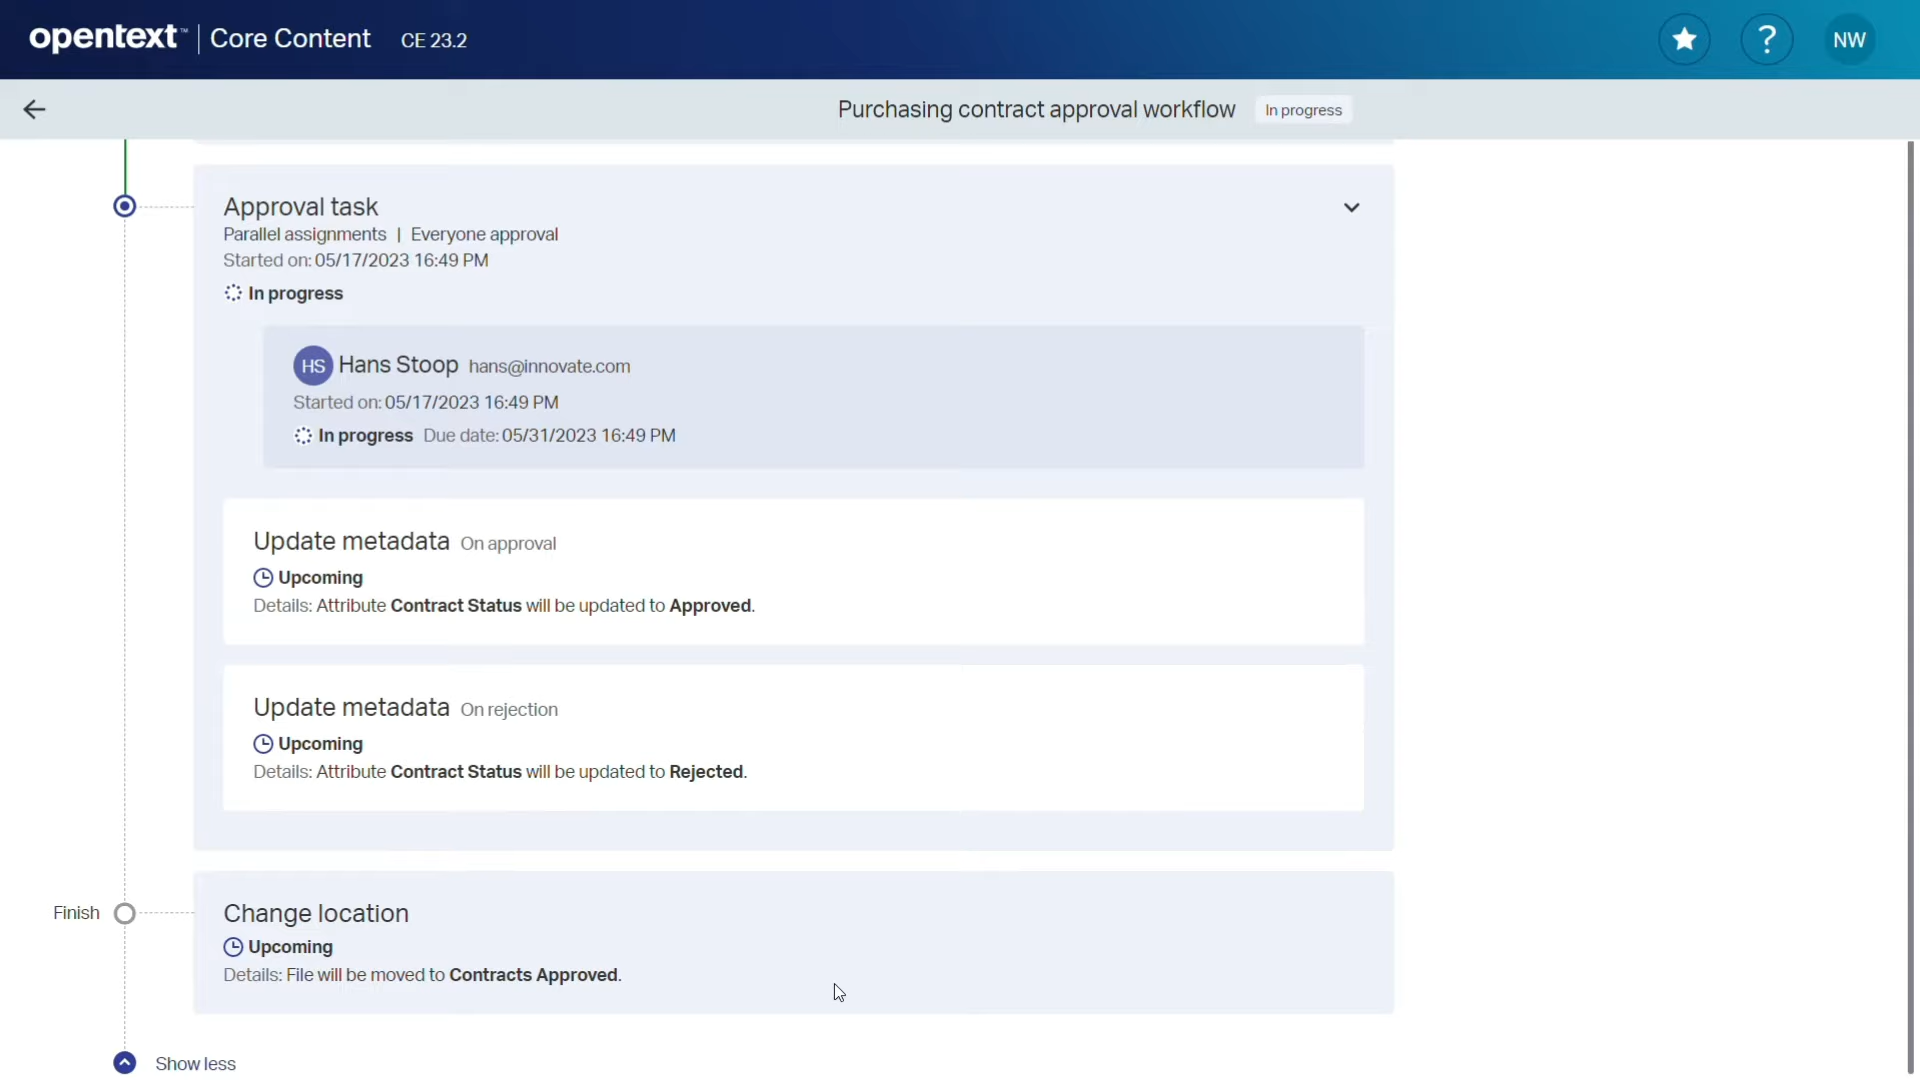 opentext™ | Core Content CE 23.2
? NW
Purchasing contract approval workflow In progress
Approval task
Parallel assignments | Everyone approval
Started on: 05/17/2023 16:49 PM
In progress
HS Hans Stoop hans@innovate.com
Started on: 05/17/2023 16:49 PM
In progress Due date: 05/31/2023 16:49 PM
Update metadata On approval
Upcoming
Details: Attribute Contract Status will be updated to Approved.
Update metadata On rejection
Upcoming
Details: Attribute Contract Status will be updated to Rejected.
Finish
Change location
Upcoming
Details: File will be moved to Contracts Approved.
Show less